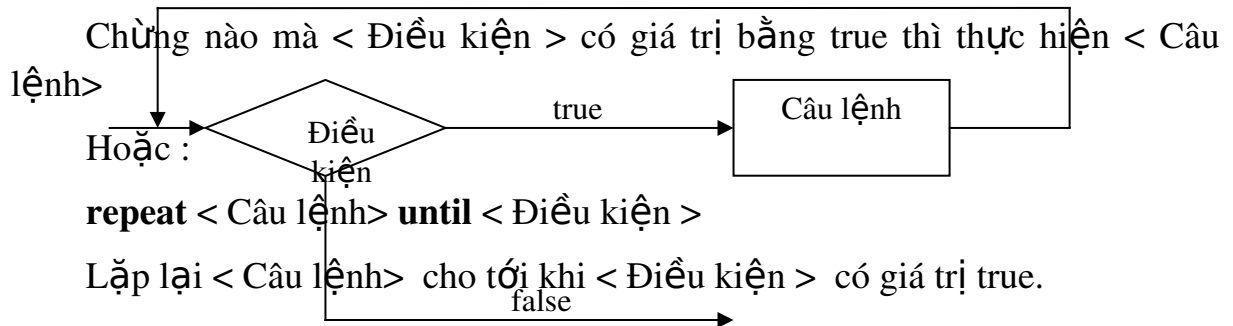 Chừng nào mà < Điều kiện > có giá trị bằng true thì thực hiện < Câu
lệnh>
true
Câu lệnh
Điều
kiện
Hoặc :
repeat < Câu lệnh> until < Điều kiện >
Lặp lại < Câu lệnh> cho tới khi < Điều kiện > có giá trị true.
false